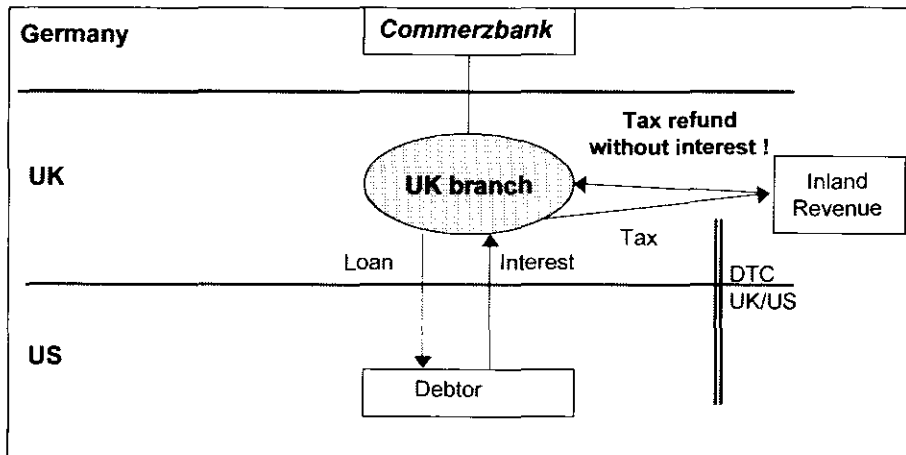 Germany
Commerzbank
Tax refund
without interest !
UK
UK branch
Inland
Revenue
Tax
Loan
Interest
DTC
UK/US
US
Debtor